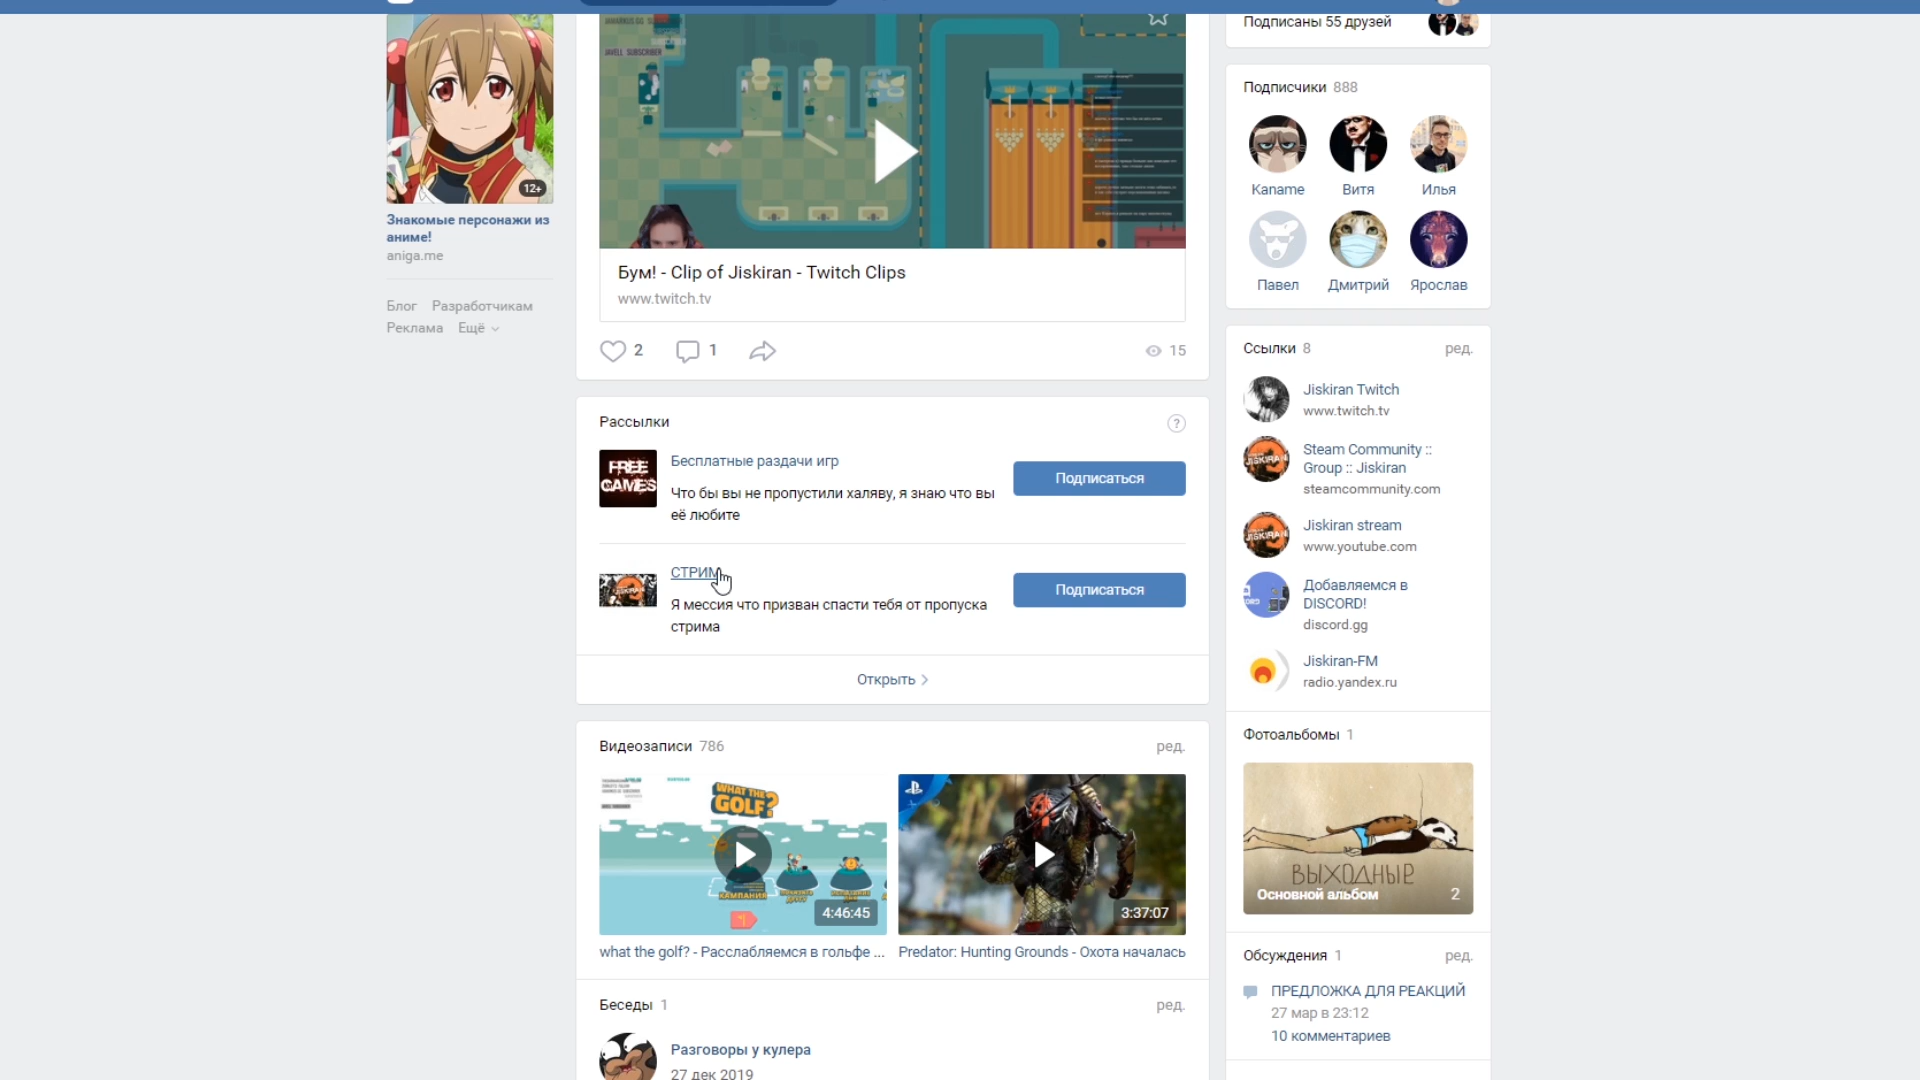 12+
Знакомые персонажи из
аниме!
aniga.me
Блог Разработчикам
Реклама Ещё
JAVELL SUBSCRIBER
Бум! - Clip of Jiskiran - Twitch Clips
www.twitch.tv
2 1 15
Рассылки ?
FREE
GAMES
Бесплатные раздачи игр
Что бы вы не пропустили халяву, я знаю что вы
её любите
Подписаться
JISKIRAN
СТРИМ
Я мессия что призван спасти тебя от пропуска
стрима
Подписаться
Открыть
Видеозаписи 786 ред.
WHAT THE
GOLF?
КАМПАНИЯ
4:46:45
3:37:07
what the golf? - Расслабляемся в гольфе ...
Predator: Hunting Grounds - Охота началась
Беседы 1 ред.
Разговоры у кулера
27 дек 2019
Подписаны 55 друзей
Подписчики 888
Kaname Витя Илья
Павел Дмитрий Ярослав
Ссылки 8 ред.
Jiskiran Twitch
www.twitch.tv
JISKIRAN
Steam Community ::
Group :: Jiskiran
steamcommunity.com
JISKIRAN
Jiskiran stream
www.youtube.com
Добавляемся в
DISCORD!
discord.gg
Jiskiran-FM
radio.yandex.ru
Фотоальбомы 1
ВЫХОДНЫЕ
Основной альбом 2
Обсуждения 1 ред.
ПРЕДЛОЖКА ДЛЯ РЕАКЦИЙ
27 мар в 23:12
10 комментариев